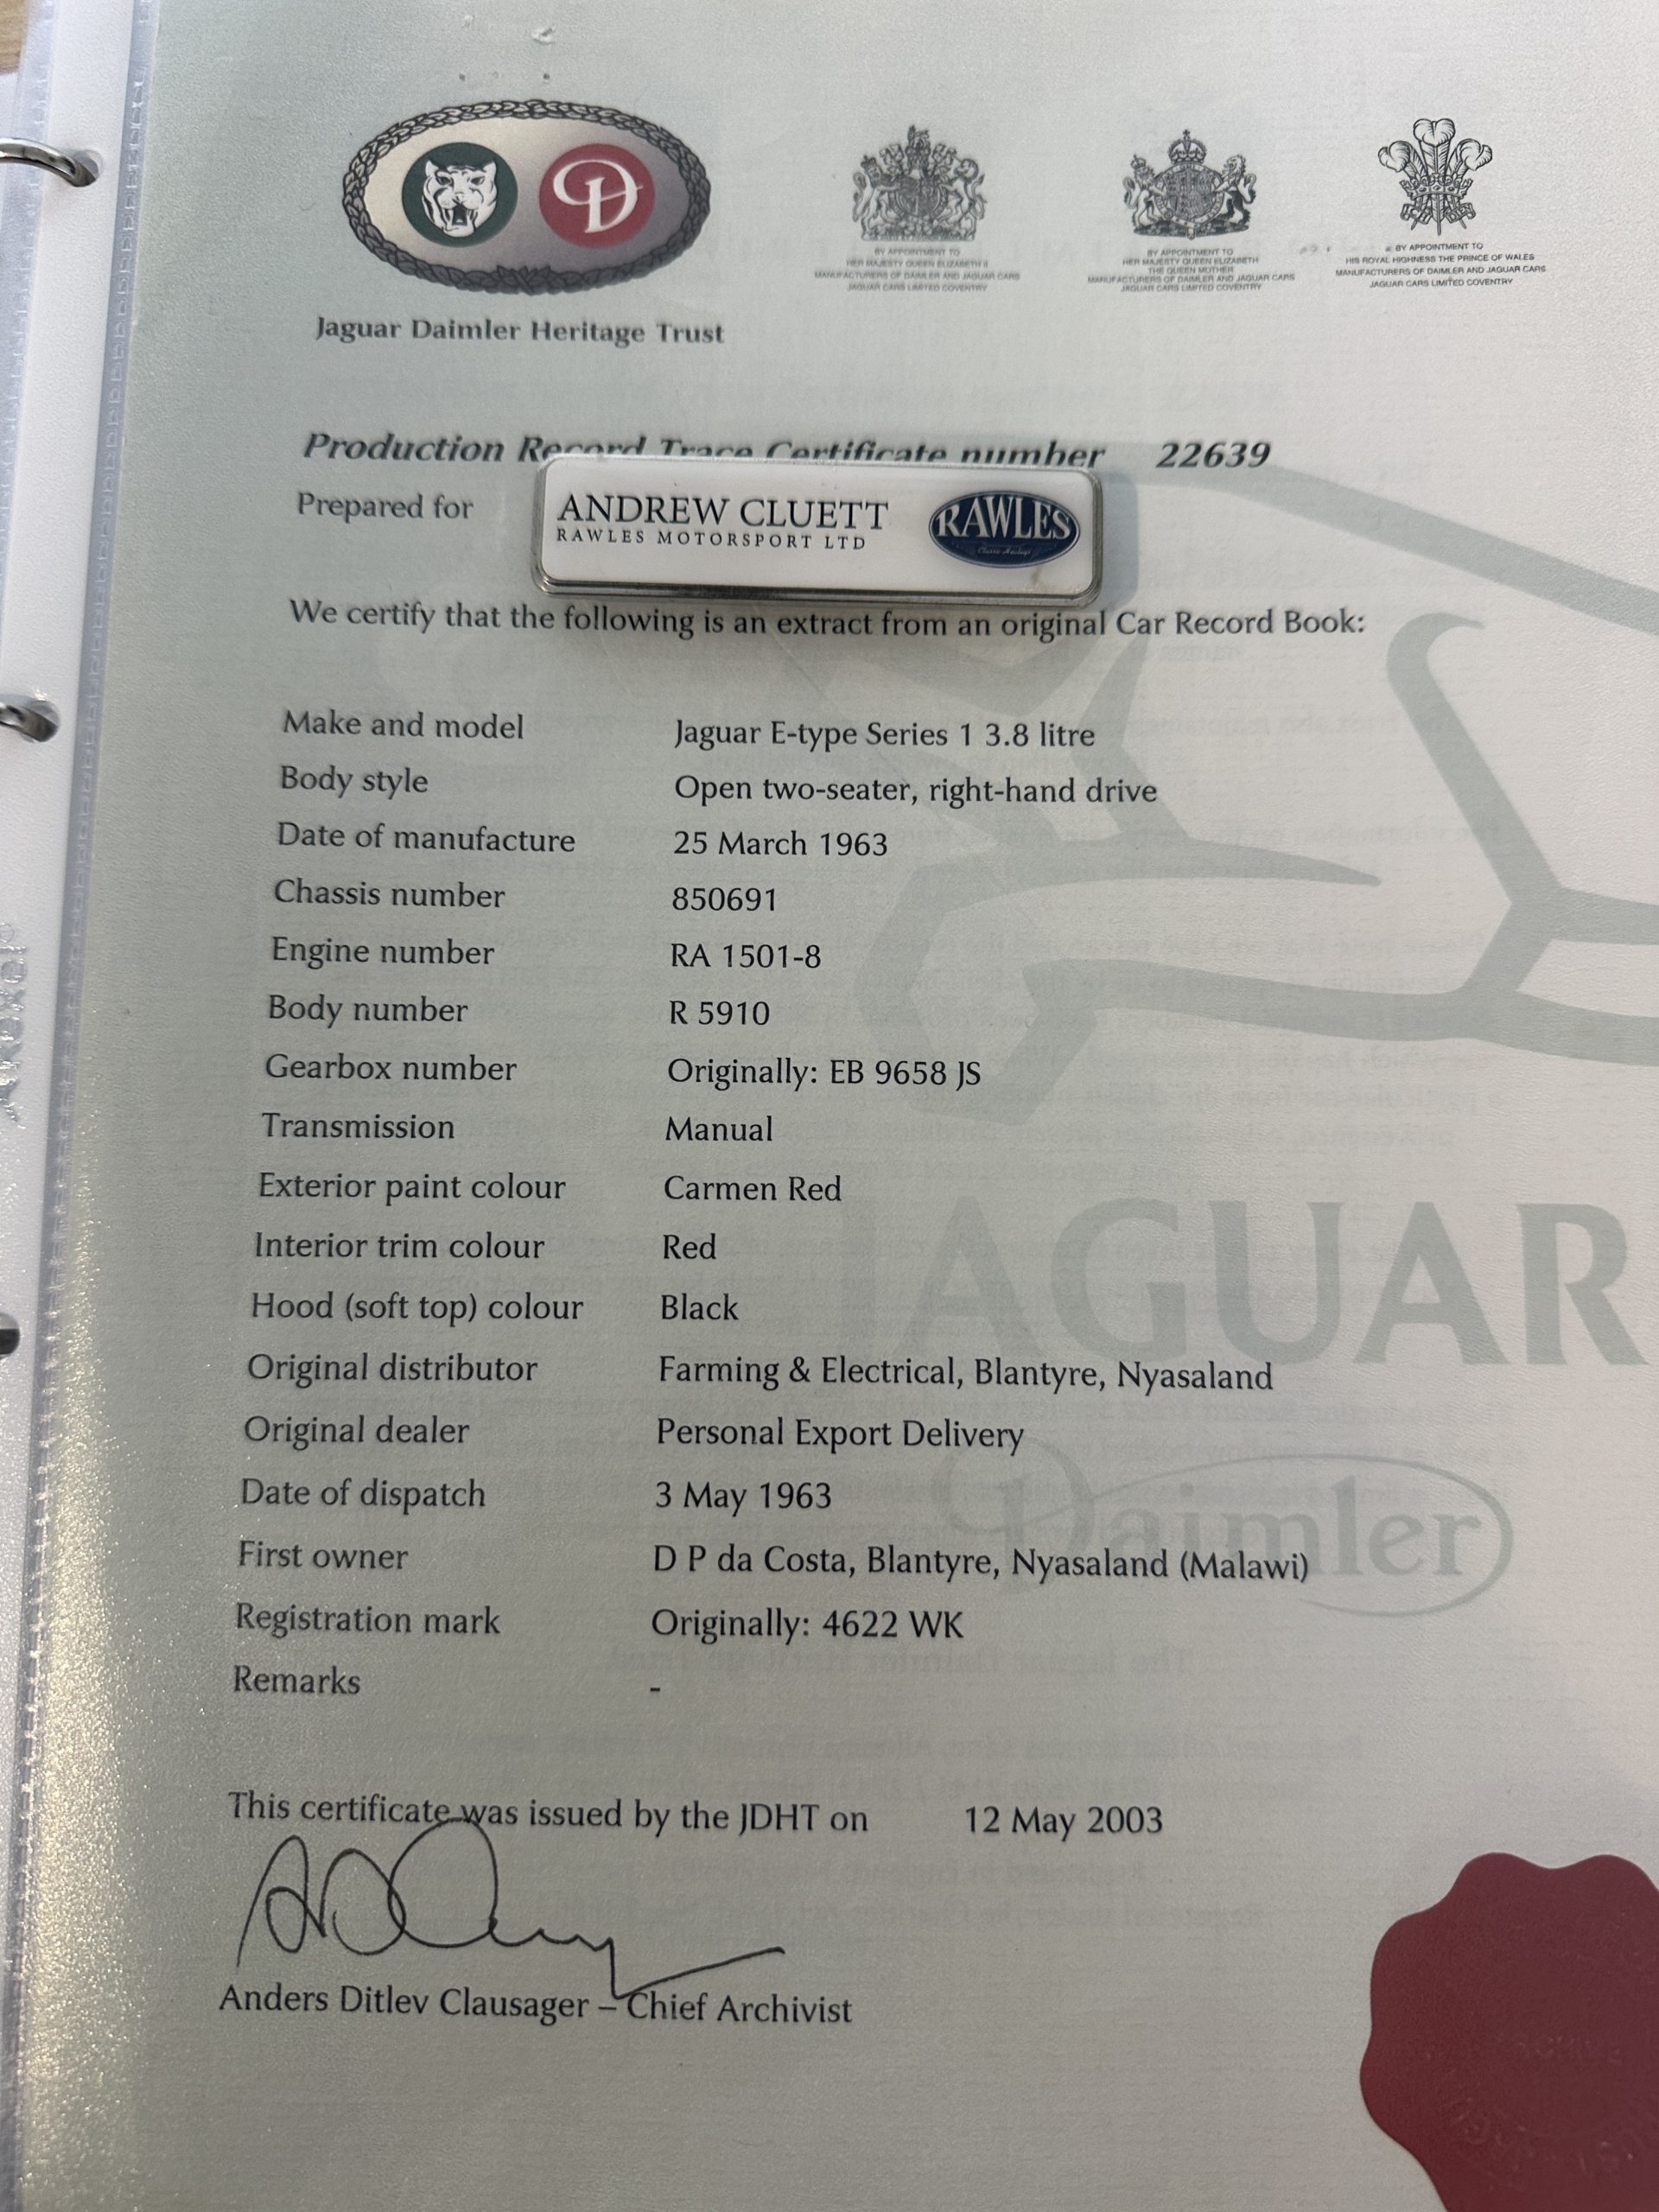 BY APPOINTMENT TO
HER MAJESTY QUEEN ELIZABETH II
MANUFACTURERS OF DAIMLER AND JAGUAR CARS
JAGUAR CARS LIMITED COVENTRY
BY APPOINTMENT TO
HER MAJESTY QUEEN ELIZABETH
THE QUEEN MOTHER
MANUFACTURERS OF DAIMLER AND JAGUAR CARS
JAGUAR CARS LIMITED COVENTRY
BY APPOINTMENT TO
HIS ROYAL HIGHNESS THE PRINCE OF WALES
MANUFACTURERS OF DAIMLER AND JAGUAR CARS
JAGUAR CARS LIMITED COVENTRY
D
Jaguar Daimler Heritage Trust
Production Record Trace Certificate number 22639
Prepared for
ANDREW CLUETT
RAWLES MOTORSPORT LTD
RAWLES
We certify that the following is an extract from an original Car Record Book:
Make and model Jaguar E-type Series 1 3.8 litre
Body style Open two-seater, right-hand drive
Date of manufacture 25 March 1963
Chassis number 850691
Engine number RA 1501-8
Body number R 5910
Gearbox number Originally: EB 9658 JS
Transmission Manual
Exterior paint colour Carmen Red
Interior trim colour Red
Hood (soft top) colour Black
Original distributor Farming & Electrical, Blantyre, Nyasaland
Original dealer Personal Export Delivery
Date of dispatch 3 May 1963
First owner D P da Costa, Blantyre, Nyasaland (Malawi)
Registration mark Originally: 4622 WK
Remarks -
JAGUAR
Daimler
This certificate was issued by the JDHT on 12 May 2003
Anders Ditlev Clausager – Chief Archivist